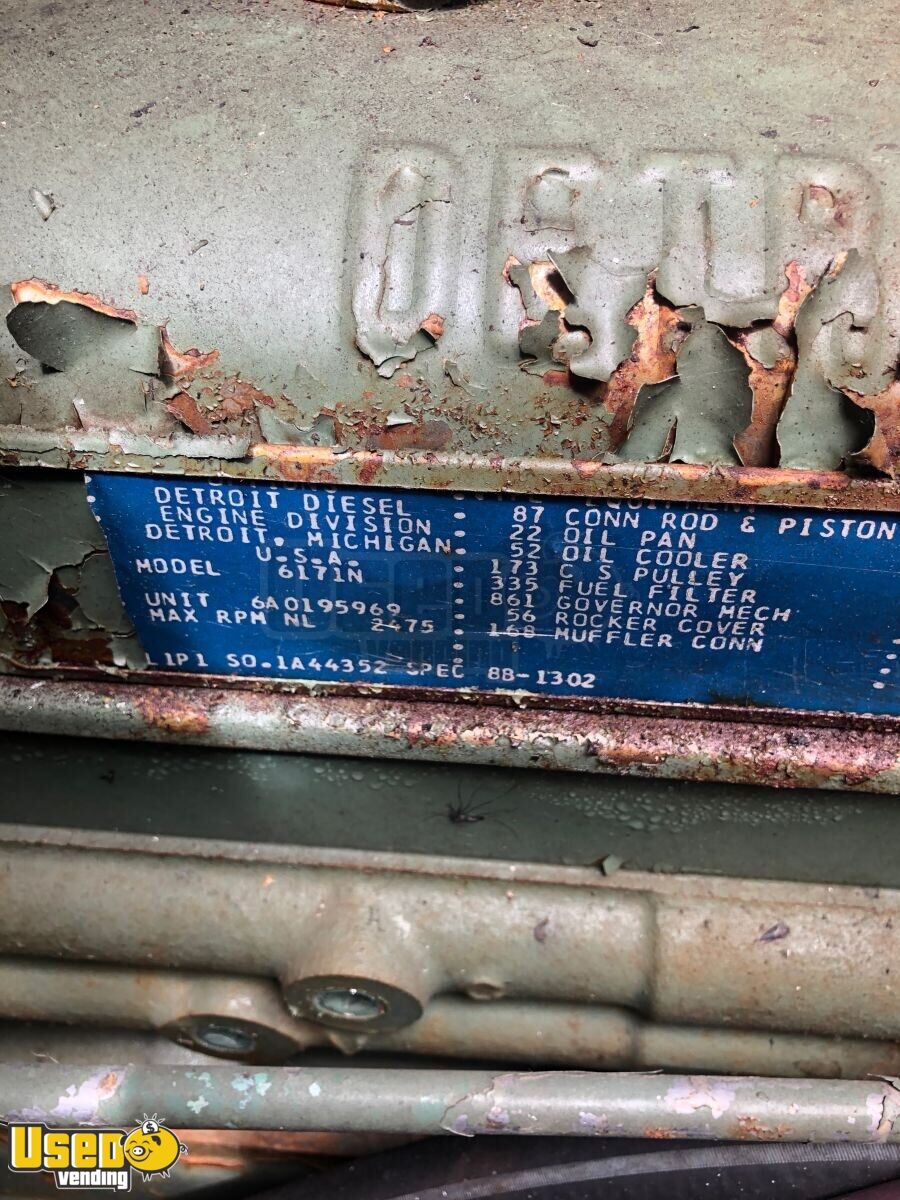 DETR
DETROIT DIESEL
ENGINE DIVISION
DETROIT, MICHIGAN
U.S.A.
MODEL 6171N
UNIT 6A0195969
MAX RPM NL 2475
L1P1 SO.1A44352 SPEC 8B-1302
87 CONN ROD & PISTON
22 OIL PAN
52 OIL COOLER
173 C S PULLEY
335 FUEL FILTER
861 GOVERNOR MECH
56 ROCKER COVER
168 MUFFLER CONN
USED
vending